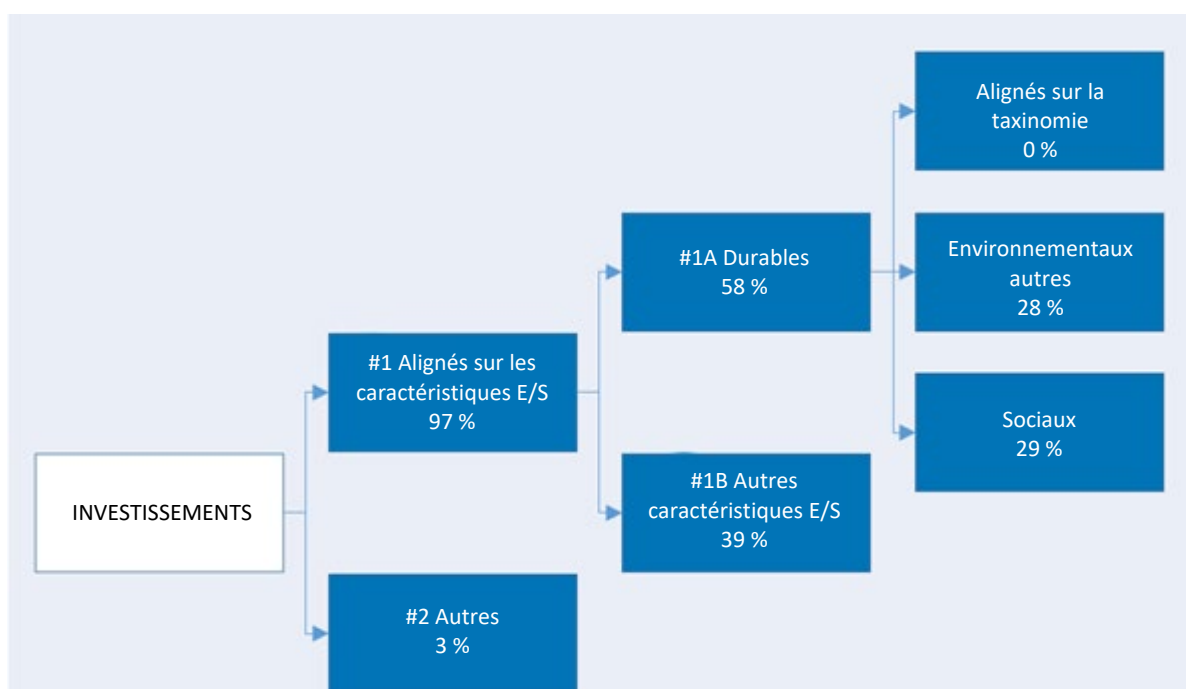 Alignés sur la
taxinomie
0 %
#1A Durables
58 %
Environnementaux
autres
28 %
#1 Alignés sur les
caractéristiques E/S
97 %
Sociaux
29 %
#1B Autres
caractéristiques E/S
39 %
INVESTISSEMENTS
#2 Autres
3 %